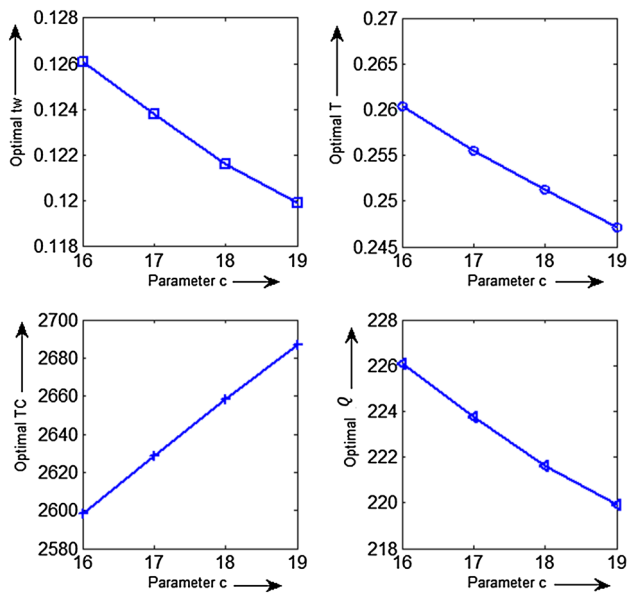 Optimal tw
0.128
0.126
0.124
0.122
0.12
0.118
16 17 18 19
Parameter c
Optimal T
0.27
0.265
0.26
0.255
0.25
0.245
16 17 18 19
Parameter c
Optimal TC
2700
2680
2660
2640
2620
2600
2580
16 17 18 19
Parameter c
Optimal Q
228
226
224
222
220
218
16 17 18 19
Parameter c